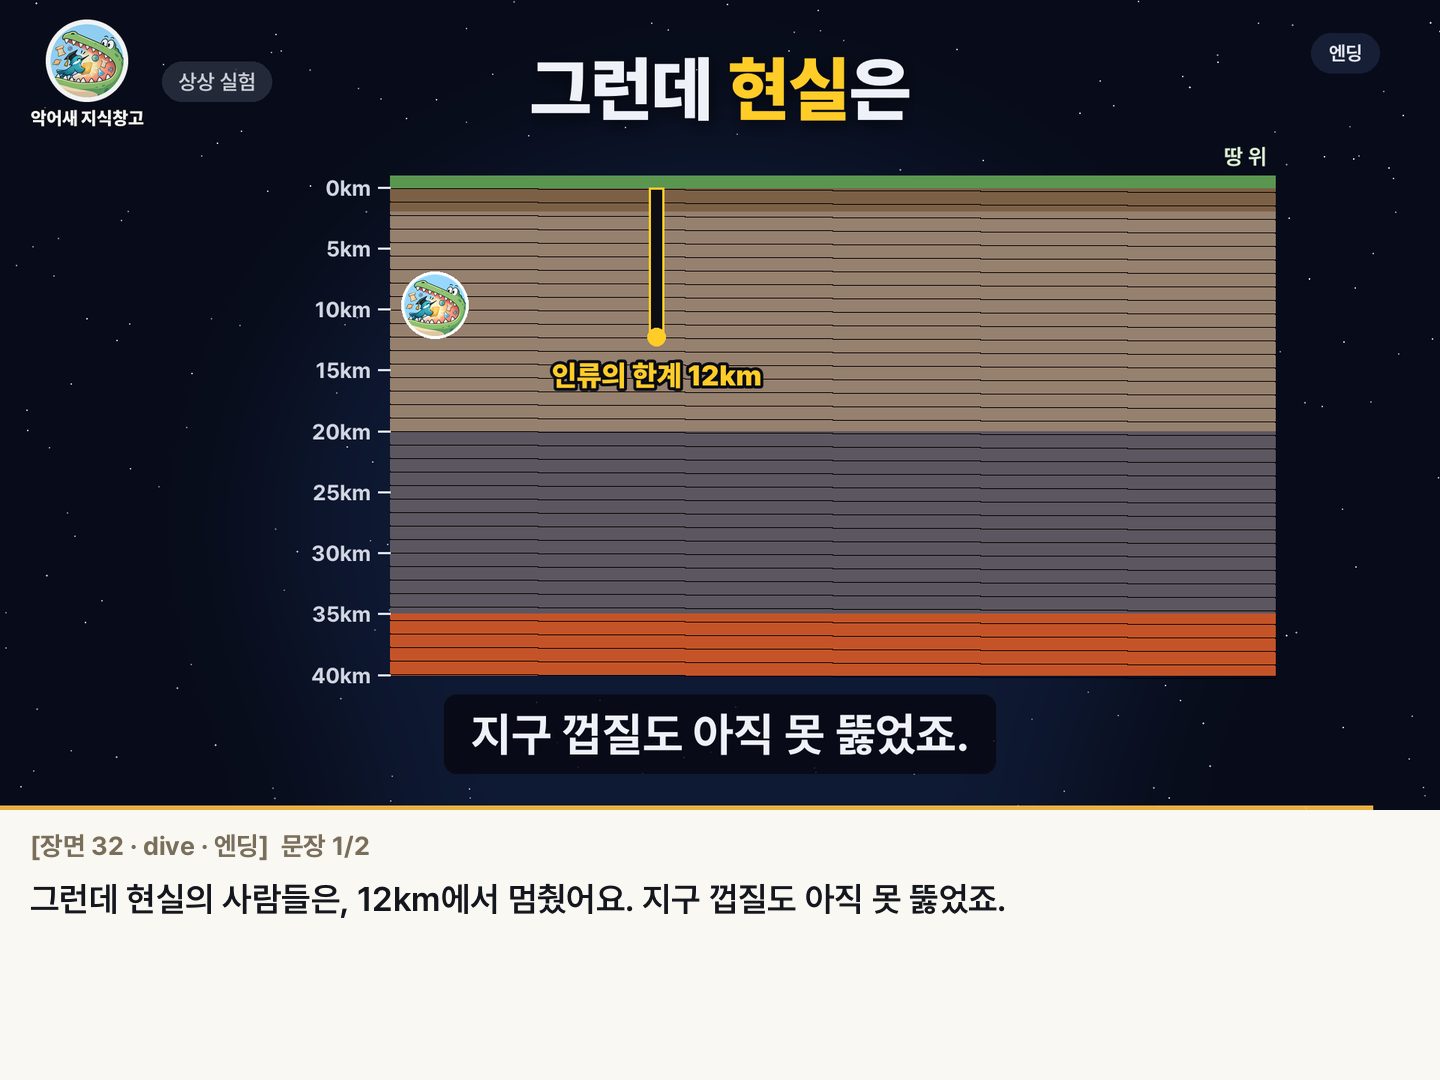 악어새 지식창고
상상 실험
그런데 현실은
엔딩
땅 위
0km
5km
10km
15km
20km
25km
30km
35km
40km
인류의 한계 12km
지구 껍질도 아직 못 뚫었죠.
[장면 32 · dive · 엔딩] 문장 1/2
그런데 현실의 사람들은, 12km에서 멈췄어요. 지구 껍질도 아직 못 뚫었죠.